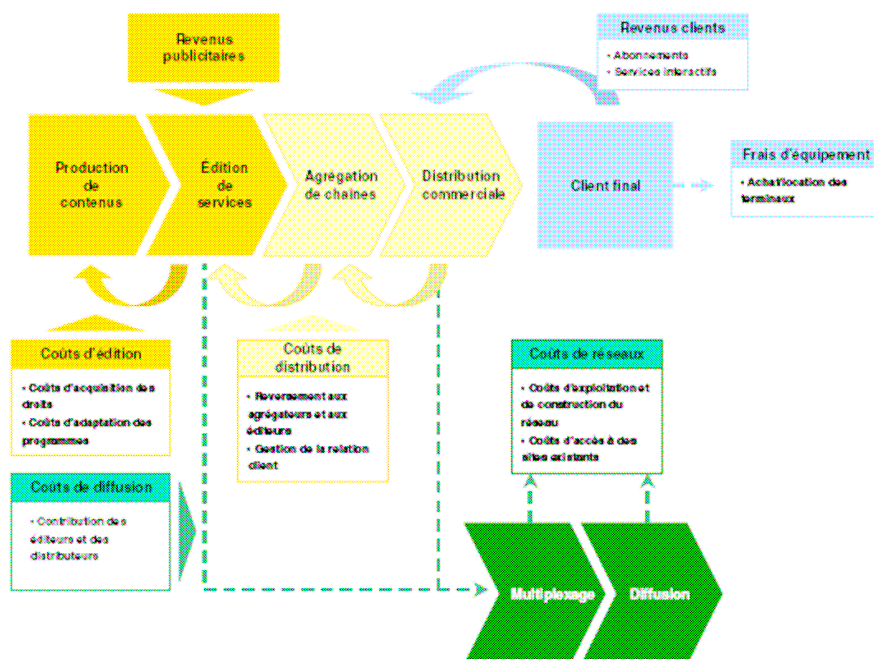 Revenus
publicitaires
Revenus clients
• Abonnements
• Services interactifs
Production
de
contenus
Édition
de
services
Agrégation
de chaînes
Distribution
commerciale
Client final
Frais d'équipement
• Achat/location des
terminaux
Coûts d'édition
• Coûts d'acquisition des
droits
• Coûts d'adaptation des
programmes
Coûts de
distribution
• Reversement aux
agrégateurs et aux
éditeurs
• Gestion de la relation
client
Coûts de réseaux
• Coûts d'exploitation et
de construction du
réseau
• Coûts d'accès à des
sites existants
Coûts de diffusion
• Contribution des
éditeurs et des
distributeurs
Multiplexage
Diffusion